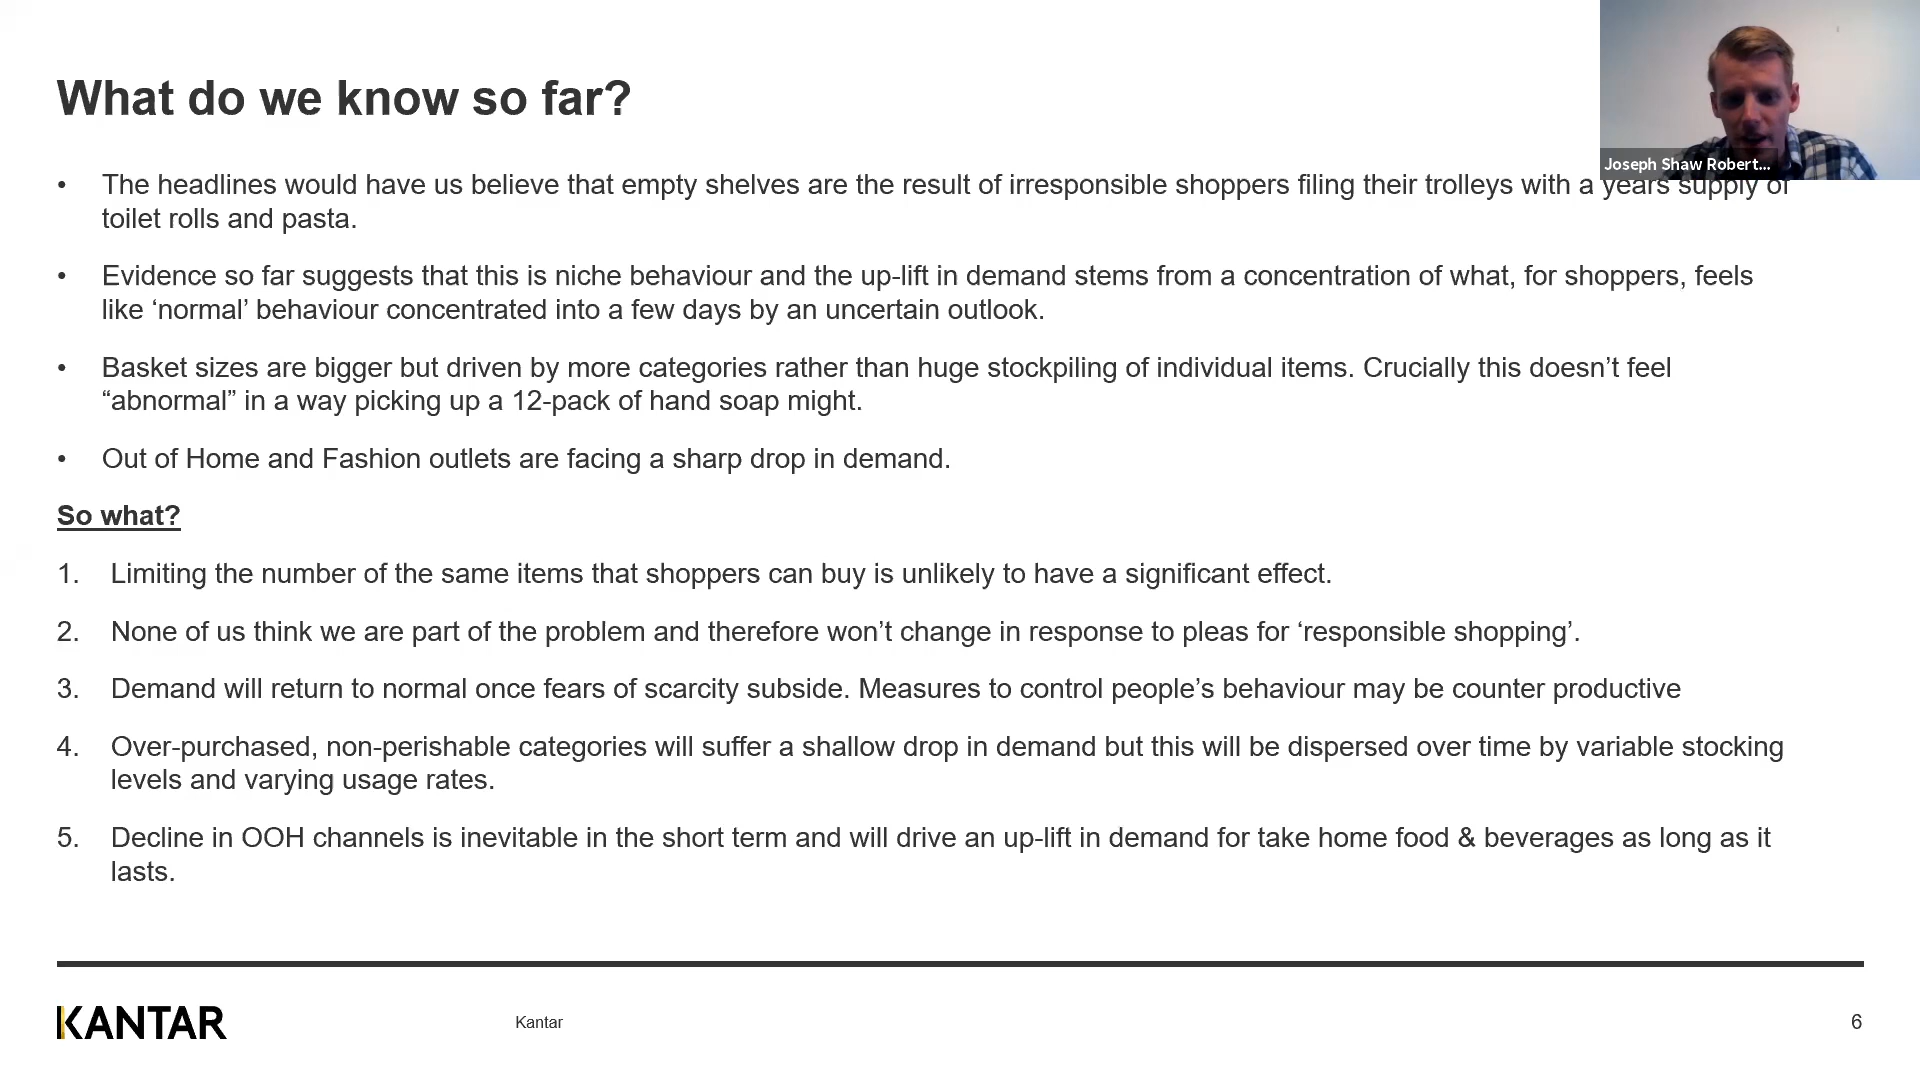 What do we know so far?
Joseph Shaw Robert...
• The headlines would have us believe that empty shelves are the result of irresponsible shoppers filing their trolleys with a years supply of
toilet rolls and pasta.
• Evidence so far suggests that this is niche behaviour and the up-lift in demand stems from a concentration of what, for shoppers, feels
like ‘normal’ behaviour concentrated into a few days by an uncertain outlook.
• Basket sizes are bigger but driven by more categories rather than huge stockpiling of individual items. Crucially this doesn’t feel
“abnormal” in a way picking up a 12-pack of hand soap might.
• Out of Home and Fashion outlets are facing a sharp drop in demand.
So what?
1. Limiting the number of the same items that shoppers can buy is unlikely to have a significant effect.
2. None of us think we are part of the problem and therefore won’t change in response to pleas for ‘responsible shopping’.
3. Demand will return to normal once fears of scarcity subside. Measures to control people’s behaviour may be counter productive
4. Over-purchased, non-perishable categories will suffer a shallow drop in demand but this will be dispersed over time by variable stocking
levels and varying usage rates.
5. Decline in OOH channels is inevitable in the short term and will drive an up-lift in demand for take home food & beverages as long as it
lasts.
KANTAR
Kantar
6